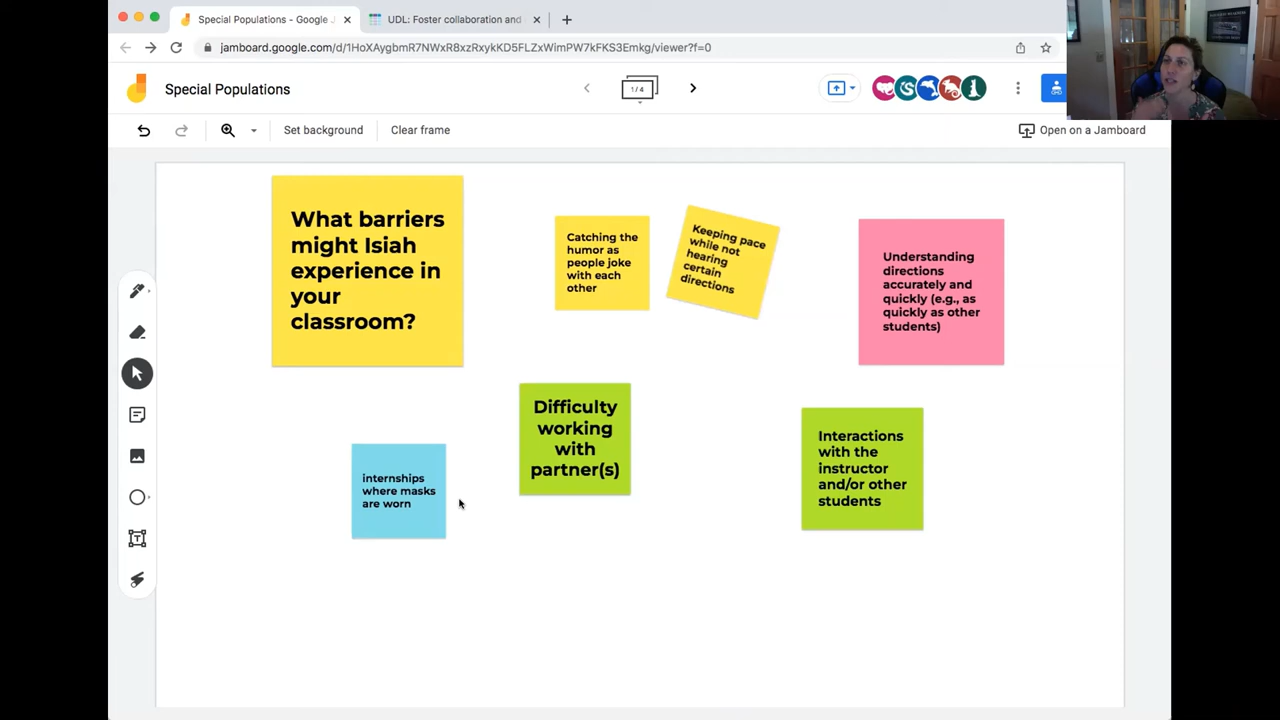 Special Populations - Google J
UDL: Foster collaboration and
jamboard.google.com/d/1HoXAygbmR7NWxR8xzRxykKD5FLZxWimPW7kFKS3Emkg/viewer?f=0
Special Populations
1/4
Set background
Clear frame
Open on a Jamboard
What barriers
might Isiah
experience in
your
classroom?
Catching the
humor as
people joke
with each
other
Keeping pace
while not
hearing
certain
directions
Understanding
directions
accurately and
quickly (e.g., as
quickly as other
students)
Difficulty
working
with
partner(s)
internships
where masks
are worn
Interactions
with the
instructor
and/or other
students